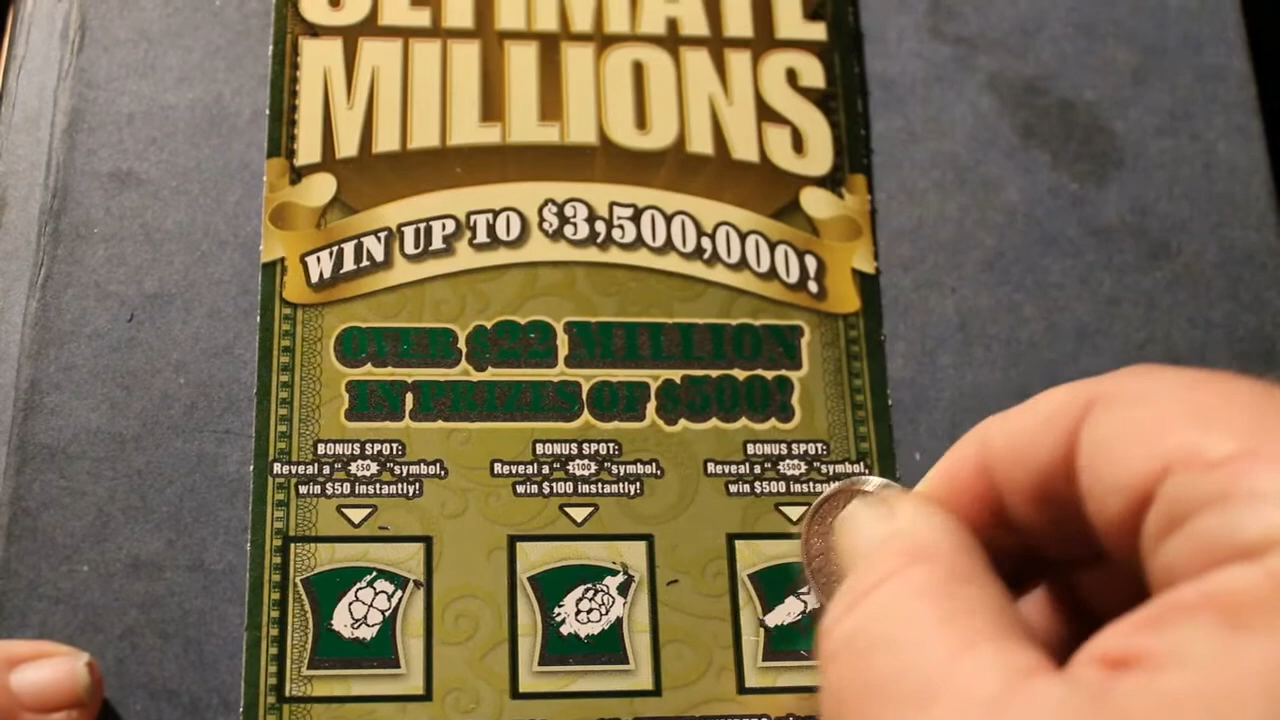 ULTIMATE
MILLIONS
WIN UP TO $3,500,000!
OVER $22 MILLION
IN PRIZES OF $500!
BONUS SPOT:
Reveal a "$50" symbol,
win $50 instantly!
BONUS SPOT:
Reveal a "$100" symbol,
win $100 instantly!
BONUS SPOT:
Reveal a "$500" symbol,
win $500 instantly